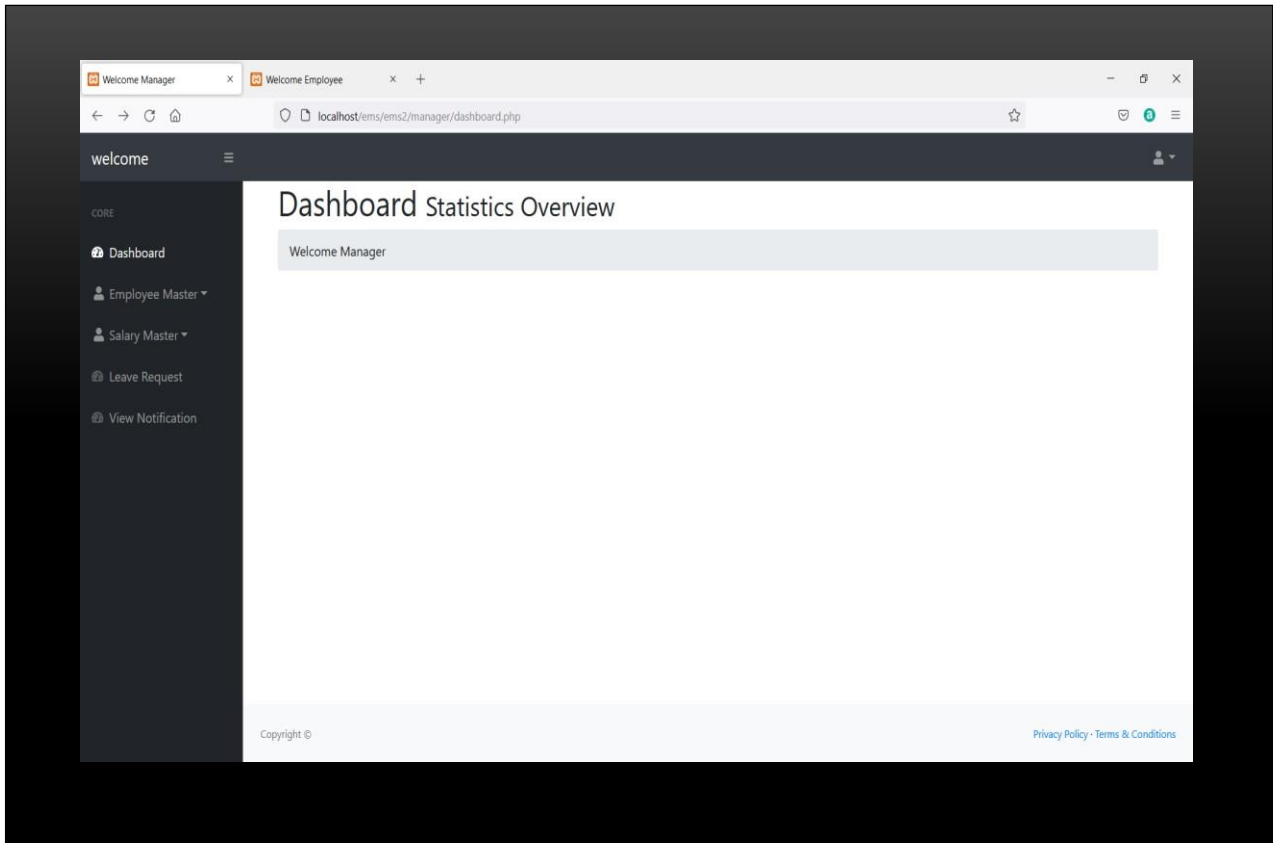 Welcome Manager
Welcome Employee
localhost/ems/ems2/manager/dashboard.php
welcome
CORE
Dashboard
Employee Master
Salary Master
Leave Request
View Notification
Dashboard Statistics Overview
Welcome Manager
Copyright ©
Privacy Policy · Terms & Conditions